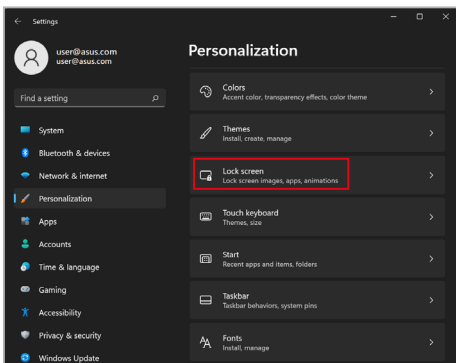 Settings
user@asus.com
user@asus.com
Find a setting
System
Bluetooth & devices
Network & internet
Personalization
Apps
Accounts
Time & language
Gaming
Accessibility
Privacy & security
Windows Update
Personalization
Colors
Accent color, transparency effects, color theme
Themes
Install, create, manage
Lock screen
Lock screen images, apps, animations
Touch keyboard
Themes, size
Start
Recent apps and items, folders
Taskbar
Taskbar behaviors, system pins
Fonts
Install, manage